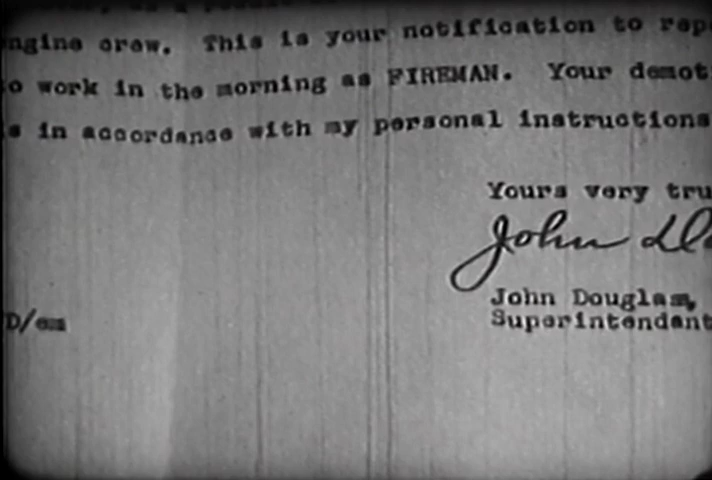 ngine crew. This is your notification to rep
o work in the morning as FIREMAN. Your demot
s in accordance with my personal instructions
Yours very tru
John D
John Douglas,
Superintendent
D/em